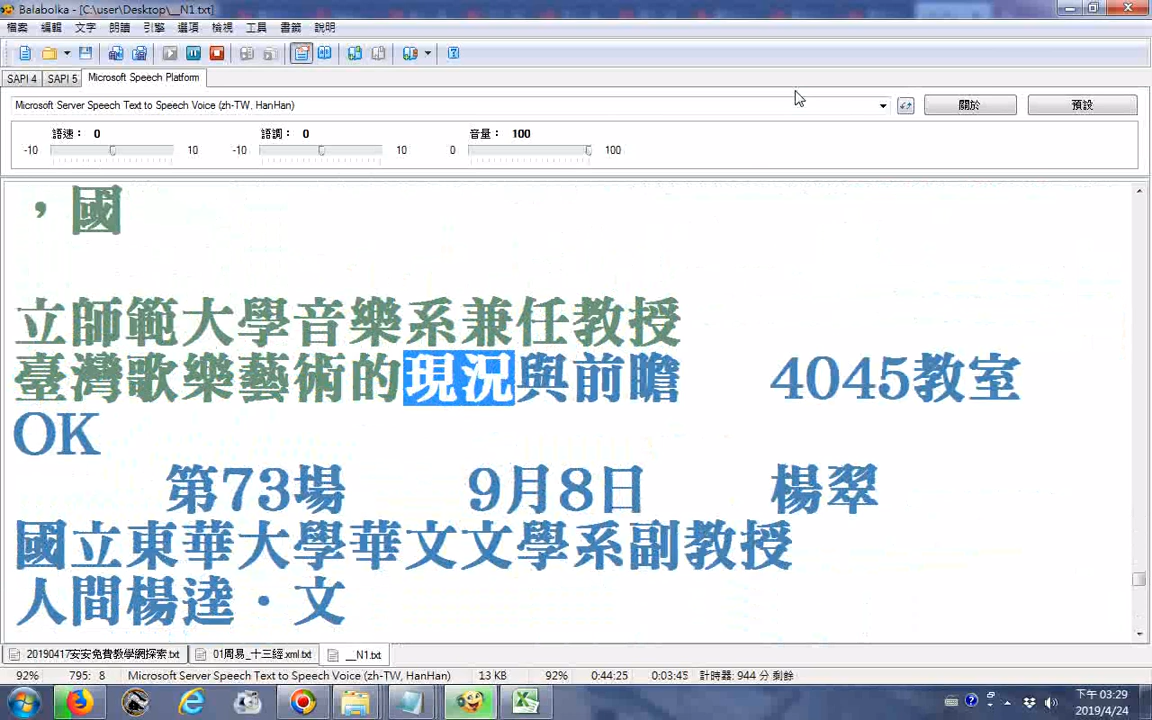 Balabolka - [C:\user\Desktop\__N1.txt]
檔案 編輯 文字 朗讀 引擎 選項 檢視 工具 書籤 說明
SAPI 4 SAPI 5 Microsoft Speech Platform
Microsoft Server Speech Text to Speech Voice (zh-TW, HanHan) 關於 預設
語速： 0 語調： 0 音量： 100
-10 10 -10 10 0 100
，國
立師範大學音樂系兼任教授
臺灣歌樂藝術的現況與前瞻 4045教室
OK
第73場 9月8日 楊翠
國立東華大學華文文學系副教授
人間楊逵．文
20190417安安免費教學網探索.txt 01周易_十三經.xml.txt __N1.txt
92% 795: 8 Microsoft Server Speech Text to Speech Voice (zh-TW, HanHan) 13 KB 92% 0:44:25 0:03:45 計時器: 944 分 剩餘
下午 03:29
2019/4/24